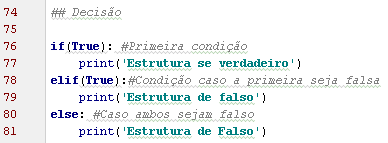 74 ## Decisão
75
76 if(True): #Primeira condição
77 print('Estrutura se verdadeiro')
78 elif(True):#Condição caso a primeira seja falsa
79 print('Estrutura de falso')
80 else: #Caso ambos sejam falso
81 print('Estrutura de Falso')